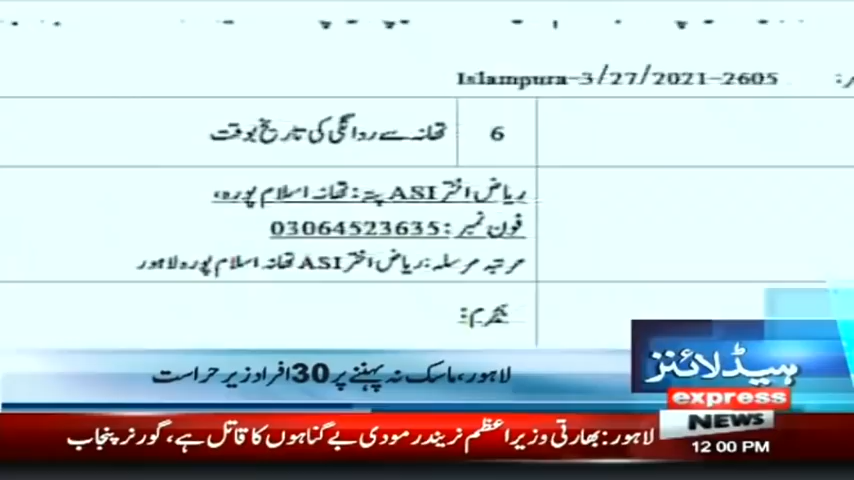 Islampura-3/27/2021-2605
6 تھانہ سے روانگی کی تاریخ بوقت
ریاض اختر ASI پتہ: تھانہ اسلام پورہ،
فون نمبر: 03064523635
مرتبہ مرسلہ: ریاض اختر ASI تھانہ اسلام پورہ لاہور
ہیڈلائنز
لاہور، ماسک نہ پہننے پر 30 افراد زیر حراست
express
NEWS
12:00 PM
لاہور: بھارتی وزیراعظم نریندر مودی بے گناہوں کا قاتل ہے، گورنر پنجاب